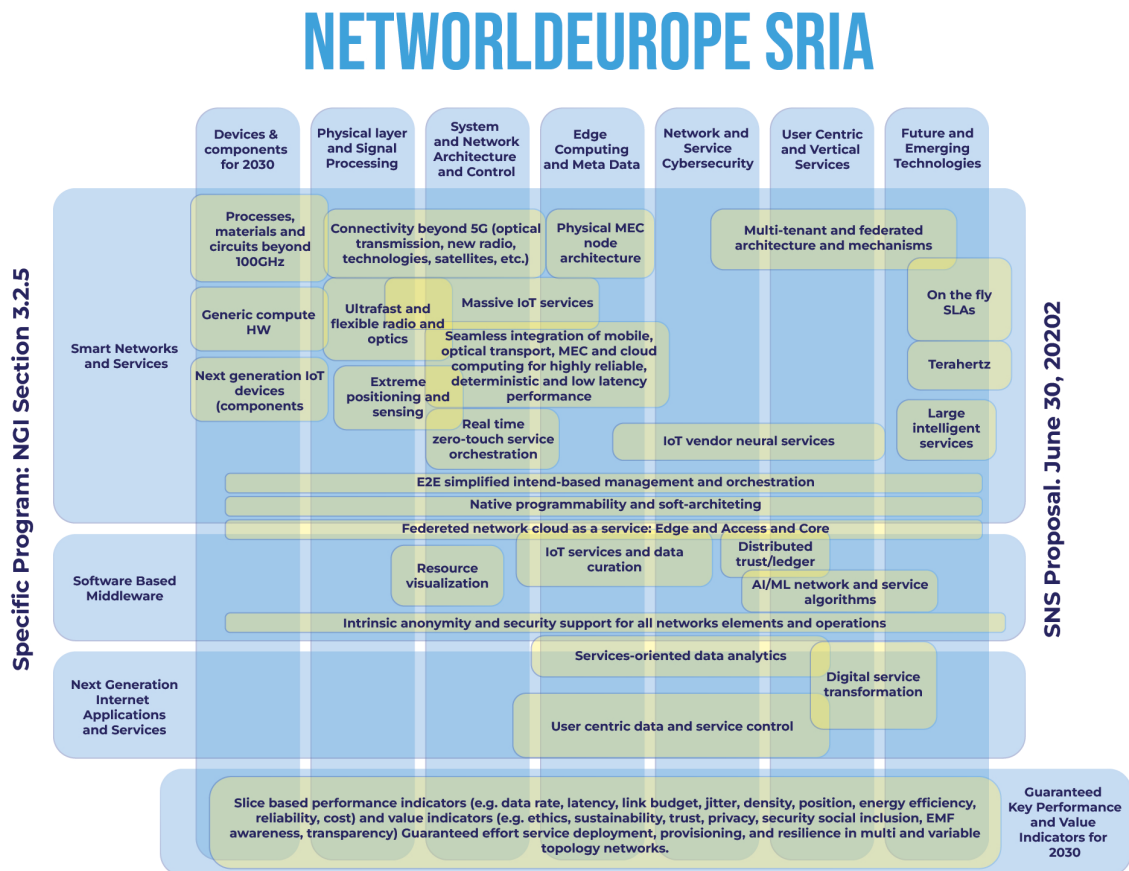 NETWORLDEUROPE SRIA
Devices &
components
for 2030
Physical layer
and Signal
Processing
System
and Network
Architecture
and Control
Edge
Computing
and Meta Data
Network and
Service
Cybersecurity
User Centric
and Vertical
Services
Future and
Emerging
Technologies
Specific Program: NGI Section 3.2.5
SNS Proposal. June 30, 20202
Smart Networks
and Services
Processes,
materials and
circuits beyond
100GHz
Connectivity beyond 5G (optical
transmission, new radio,
technologies, satellites, etc.)
Physical MEC
node
architecture
Multi-tenant and federated
architecture and mechanisms
Generic compute
HW
Ultrafast and
flexible radio and
optics
Massive IoT services
On the fly
SLAs
Seamless integration of mobile,
optical transport, MEC and cloud
computing for highly reliable,
deterministic and low latency
performance
Terahertz
Next generation IoT
devices
(components
Extreme
positioning and
sensing
Real time
zero-touch service
orchestration
IoT vendor neural services
Large
intelligent
services
E2E simplified intend-based management and orchestration
Native programmability and soft-architeting
Federeted network cloud as a service: Edge and Access and Core
Software Based
Middleware
Resource
visualization
IoT services and data
curation
Distributed
trust/ledger
AI/ML network and service
algorithms
Intrinsic anonymity and security support for all networks elements and operations
Next Generation
Internet
Applications
and Services
Services-oriented data analytics
Digital service
transformation
User centric data and service control
Slice based performance indicators (e.g. data rate, latency, link budget, jitter, density, position, energy efficiency,
reliability, cost) and value indicators (e.g. ethics, sustainability, trust, privacy, security social inclusion, EMF
awareness, transparency) Guaranteed effort service deployment, provisioning, and resilience in multi and variable
topology networks.
Guaranteed
Key Performance
and Value
Indicators for
2030